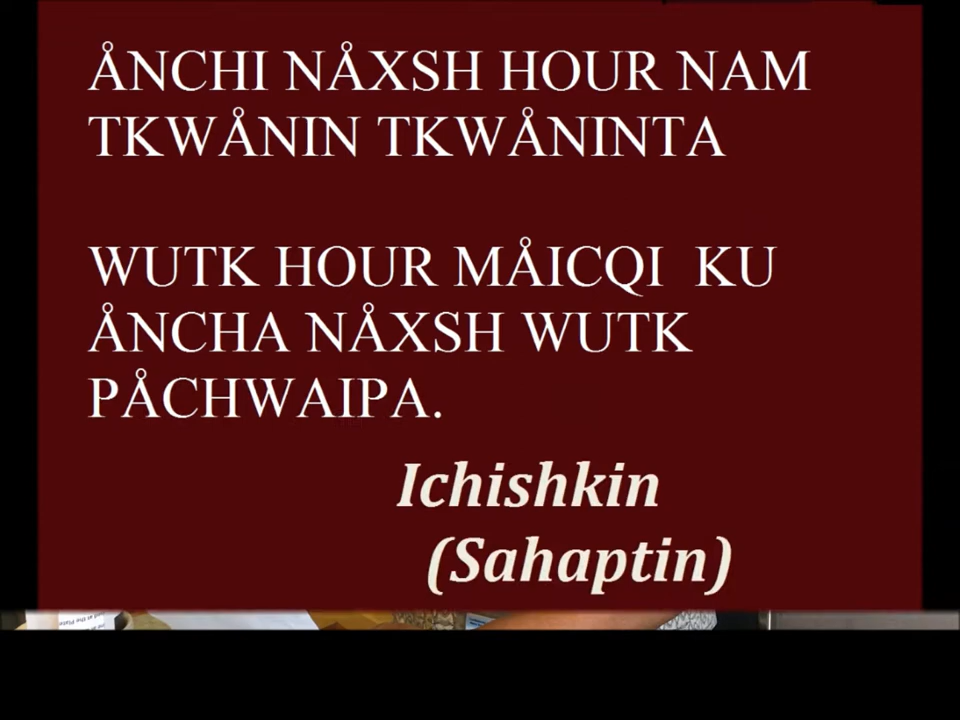 ÅNCHI NÅXSH HOUR NAM
TKWÅNIN TKWÅNINTA
WUTK HOUR MÅICQI KU
ÅNCHA NÅXSH WUTK
PÅCHWAIPA.
Ichishkin
(Sahaptin)